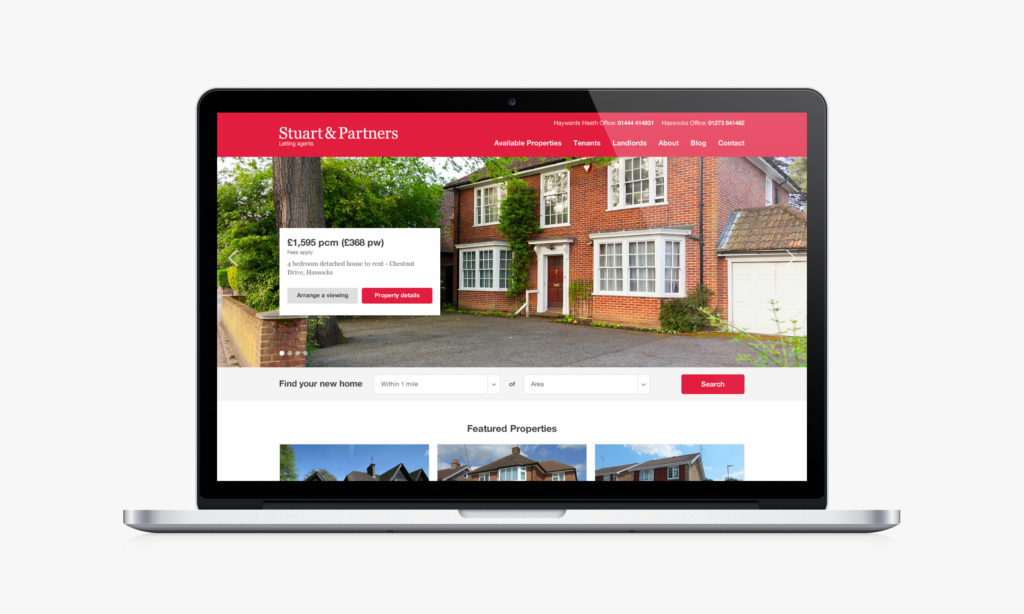 Haywards Heath Office: 01444 414931 Hassocks Office: 01273 841482
Stuart & Partners
Letting agents
Available Properties Tenants Landlords About Blog Contact
£1,595 pcm (£368 pw)
Fees apply
4 bedroom detached house to rent - Chestnut
Drive, Hassocks
Arrange a viewing Property details
Find your new home Within 1 mile of Area Search
Featured Properties